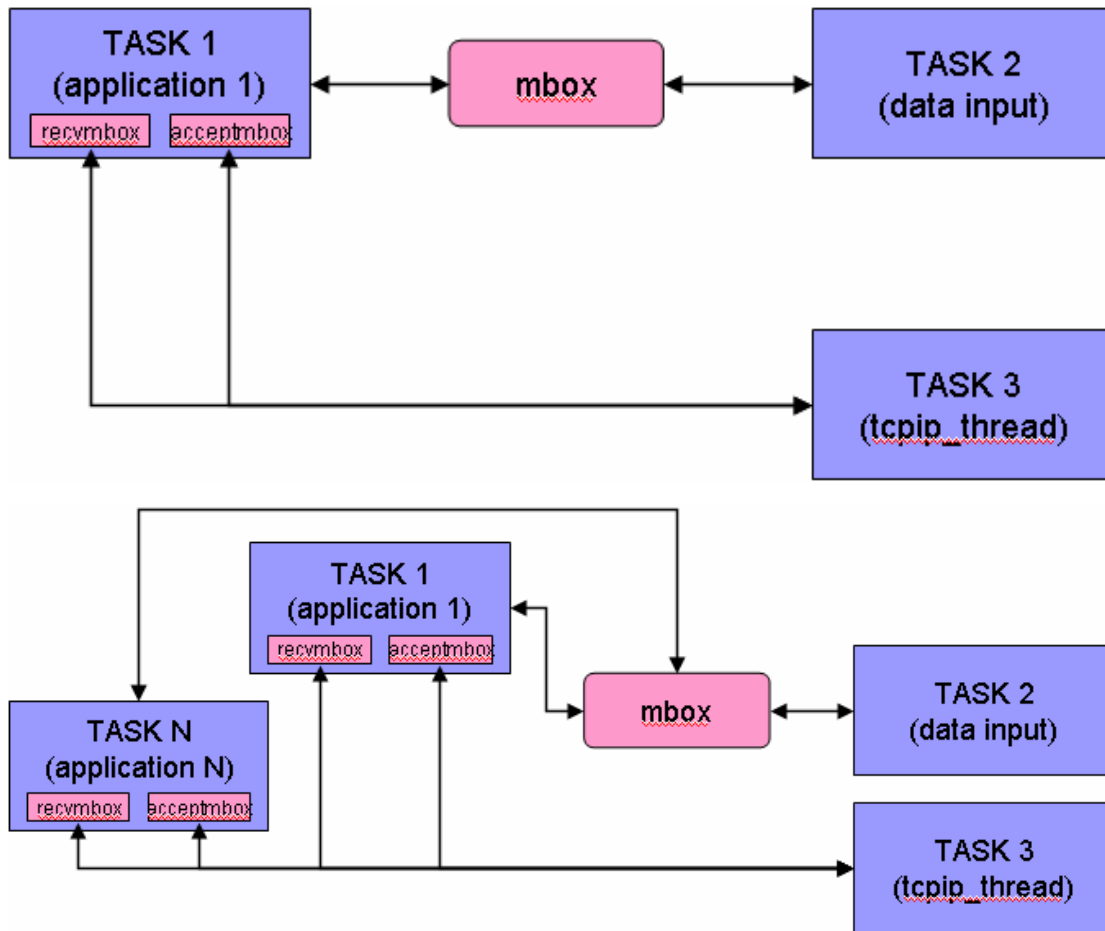 TASK 1
(application 1)
recvmbox
acceptmbox
mbox
TASK 2
(data input)
TASK 3
(tcpip_thread)
TASK 1
(application 1)
recvmbox
acceptmbox
mbox
TASK 2
(data input)
TASK N
(application N)
recvmbox
acceptmbox
TASK 3
(tcpip_thread)